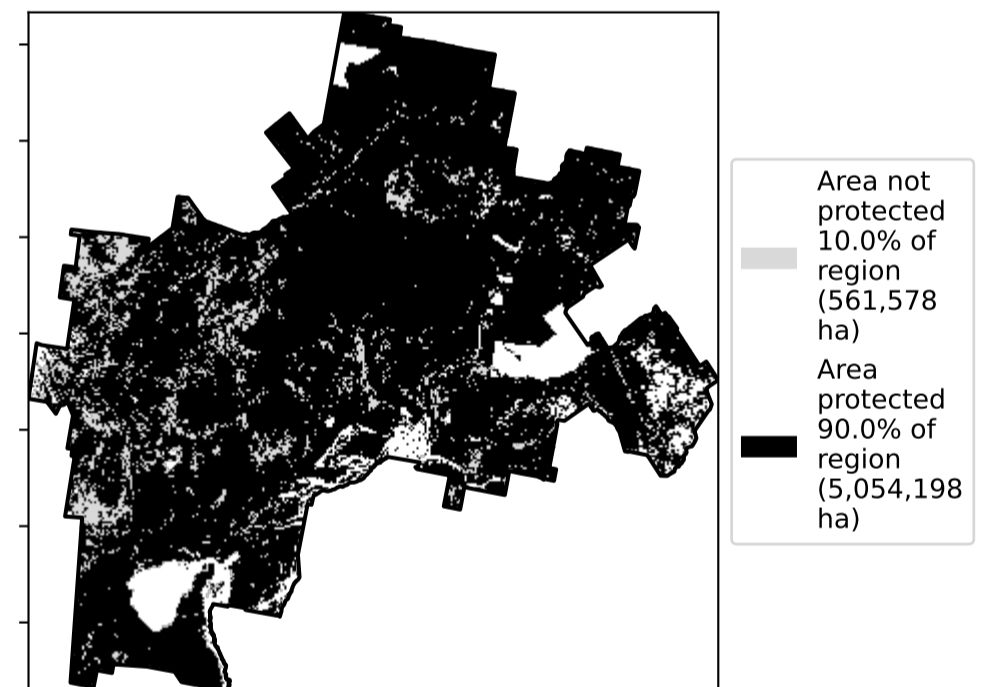 Area not
protected
10.0% of
region
(561,578
ha)
Area
protected
90.0% of
region
(5,054,198
ha)